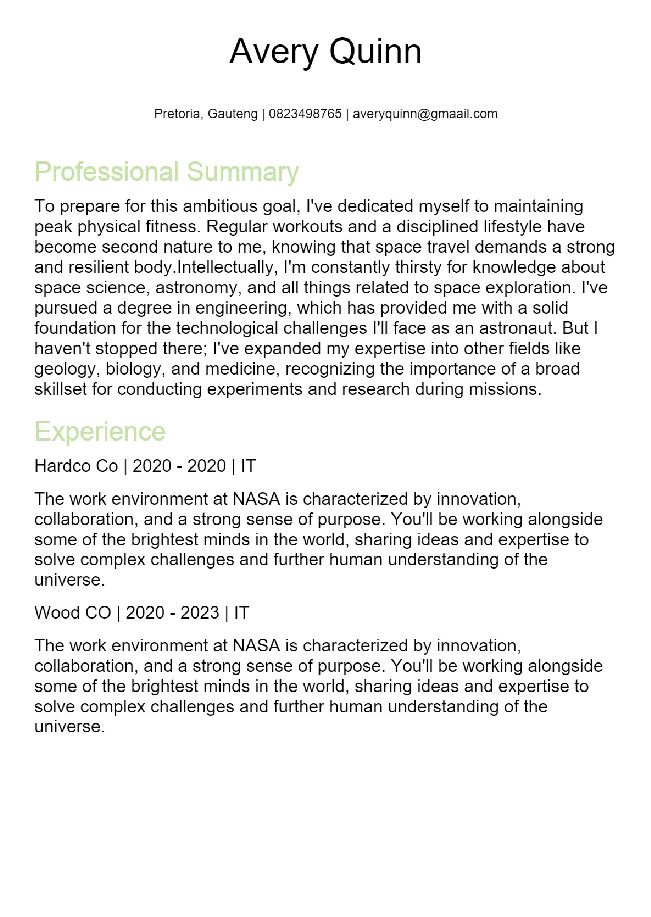 Avery Quinn
Pretoria, Gauteng | 0823498765 | averyquinn@gmaail.com
Professional Summary
To prepare for this ambitious goal, I've dedicated myself to maintaining
peak physical fitness. Regular workouts and a disciplined lifestyle have
become second nature to me, knowing that space travel demands a strong
and resilient body.Intellectually, I'm constantly thirsty for knowledge about
space science, astronomy, and all things related to space exploration. I've
pursued a degree in engineering, which has provided me with a solid
foundation for the technological challenges I'll face as an astronaut. But I
haven't stopped there; I've expanded my expertise into other fields like
geology, biology, and medicine, recognizing the importance of a broad
skillset for conducting experiments and research during missions.
Experience
Hardco Co | 2020 - 2020 | IT
The work environment at NASA is characterized by innovation,
collaboration, and a strong sense of purpose. You'll be working alongside
some of the brightest minds in the world, sharing ideas and expertise to
solve complex challenges and further human understanding of the
universe.
Wood CO | 2020 - 2023 | IT
The work environment at NASA is characterized by innovation,
collaboration, and a strong sense of purpose. You'll be working alongside
some of the brightest minds in the world, sharing ideas and expertise to
solve complex challenges and further human understanding of the
universe.